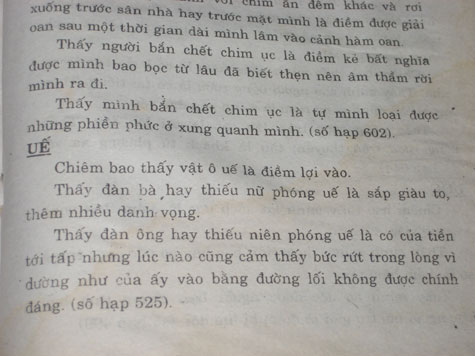 với chim ăn đêm khác và rơi
xuống trước sân nhà hay trước mặt mình là điềm được giải
oan sau một thời gian dài mình lâm vào cảnh hàm oan.
Thấy người bắn chết chim ục là điềm kẻ bất nghĩa
được mình bao bọc từ lâu đã biết thẹn nên âm thầm rời
mình ra đi.
Thấy mình bắn chết chim ục là tự mình loại được
những phiền phức ở xung quanh mình. (số hạp 602).
UẾ
Chiêm bao thấy vật ô uế là điềm lợi vào.
Thấy đàn bà hay thiếu nữ phóng uế là sắp giàu to,
thêm nhiều danh vọng.
Thấy đàn ông hay thiếu niên phóng uế là có của tiền
tới tấp nhưng lúc nào cũng cảm thấy bức rứt trong lòng vì
dường như của ấy vào bằng đường lối không được chính
đáng. (số hạp 525).